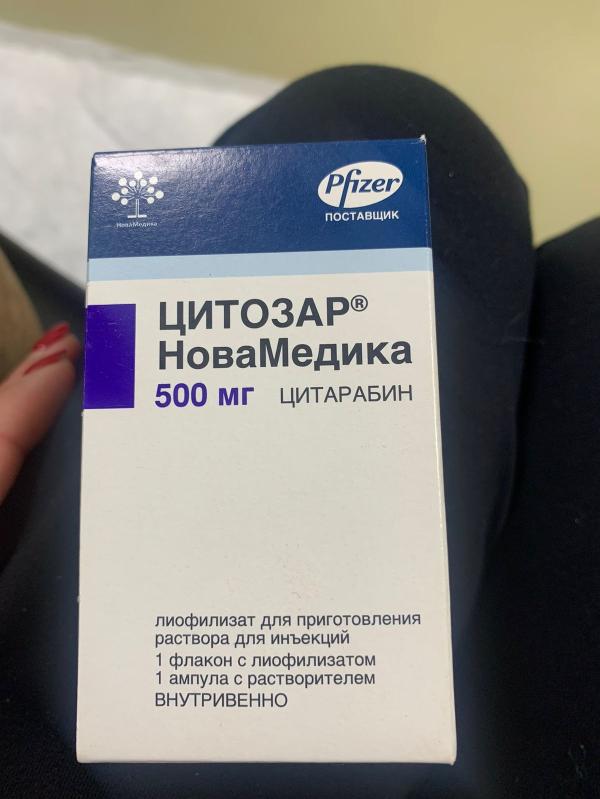 НоваМедика
Pfizer
ПОСТАВЩИК
ЦИТОЗАР®
НоваМедика
500 мг ЦИТАРАБИН
лиофилизат для приготовления
раствора для инъекций
1 флакон с лиофилизатом
1 ампула с растворителем
ВНУТРИВЕННО